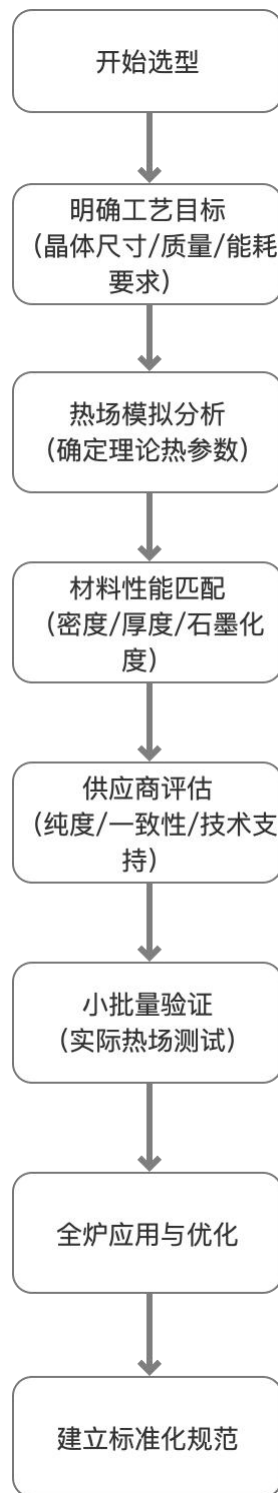 开始选型
明确工艺目标
（晶体尺寸/质量/能耗
要求）
热场模拟分析
（确定理论热参数）
材料性能匹配
（密度/厚度/石墨化
度）
供应商评估
（纯度/一致性/技术支
持）
小批量验证
（实际热场测试）
全炉应用与优化
建立标准化规范